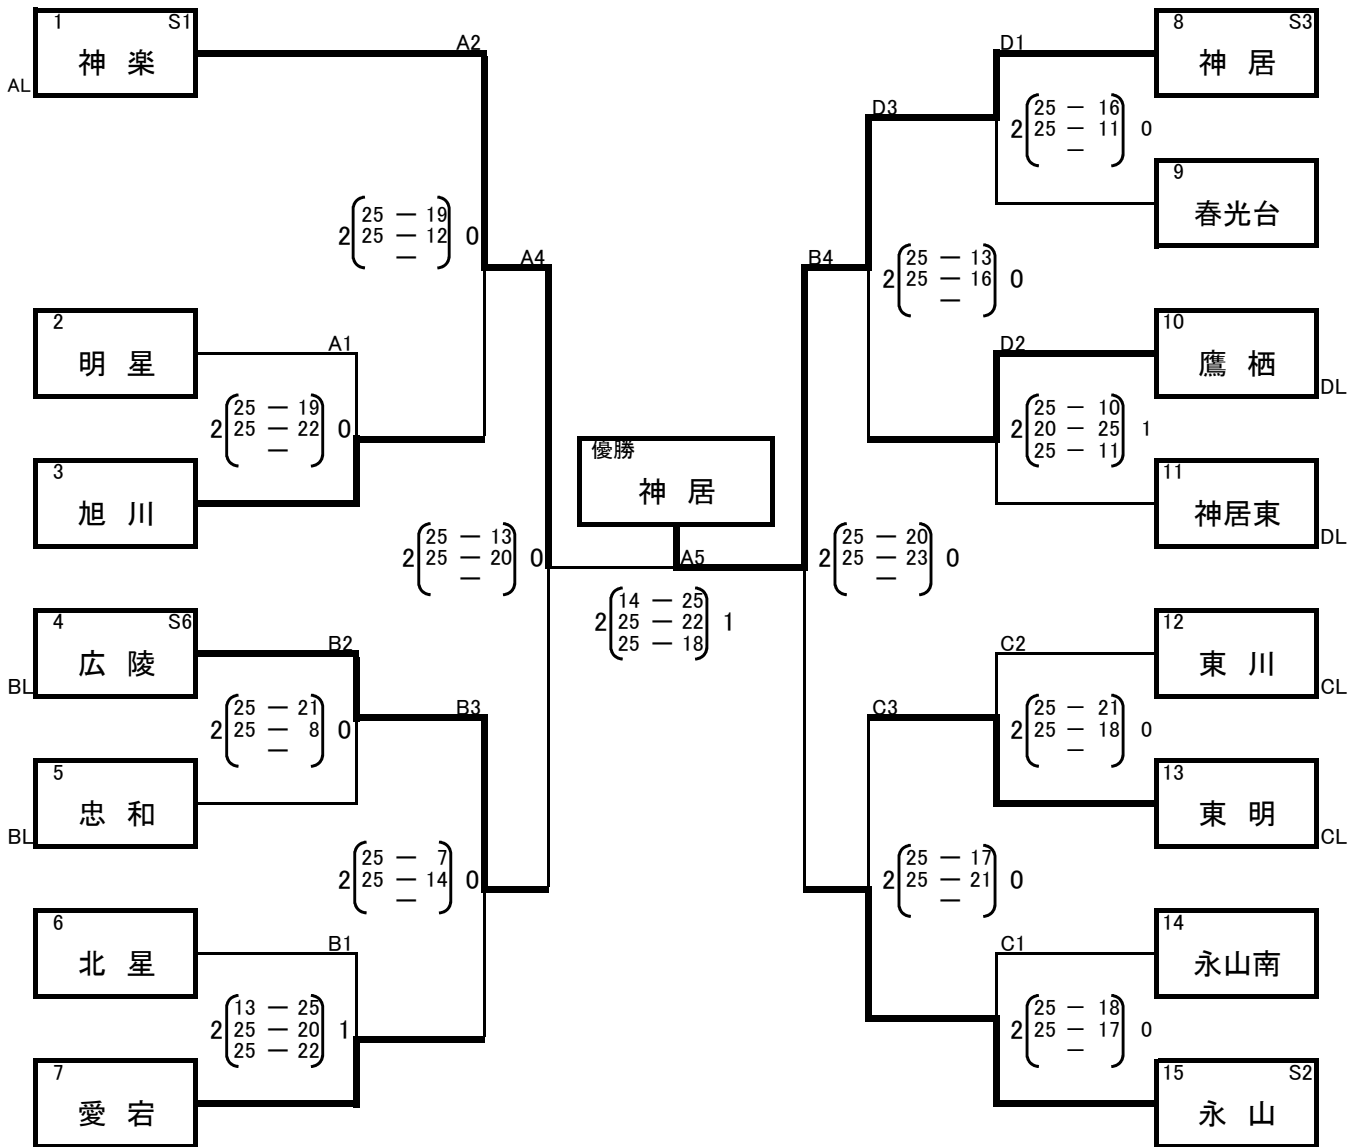 1 S1
神 楽
AL
A2
2 25 ー 19 0
25 ー 12
ー
A4
2
明 星
A1
2 25 ー 19 0
25 ー 22
ー
3
旭 川
2 25 ー 13 0
25 ー 20
ー
4 S6
広 陵
BL
B2
2 25 ー 21 0
25 ー 8
ー
B3
5
忠 和
BL
2 25 ー 7 0
25 ー 14
ー
6
北 星
B1
2 13 ー 25 1
25 ー 20
25 ー 22
7
愛 宕
優勝
神 居
A5
2 14 ー 25 1
25 ー 22
25 ー 18
8 S3
神 居
D1
2 25 ー 16 0
25 ー 11
ー
D3
9
春光台
B4
2 25 ー 13 0
25 ー 16
ー
10
鷹 栖
DL
D2
2 25 ー 10 1
20 ー 25
25 ー 11
11
神居東
DL
2 25 ー 20 0
25 ー 23
ー
12
東 川
CL
C2
2 25 ー 21 0
25 ー 18
ー
C3
13
東 明
CL
2 25 ー 17 0
25 ー 21
ー
14
永山南
C1
2 25 ー 18 0
25 ー 17
ー
15 S2
永 山